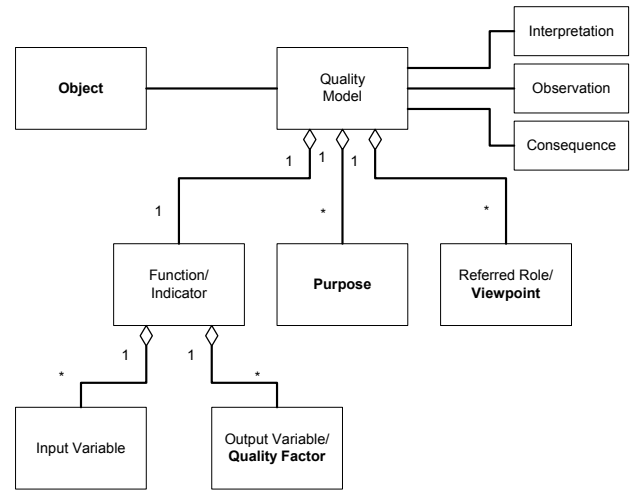 Interpretation
Object
Quality
Model
Observation
Consequence
1
1
1
1
*
*
Function/
Indicator
Purpose
Referred Role/
Viewpoint
1
1
*
*
Input Variable
Output Variable/
Quality Factor